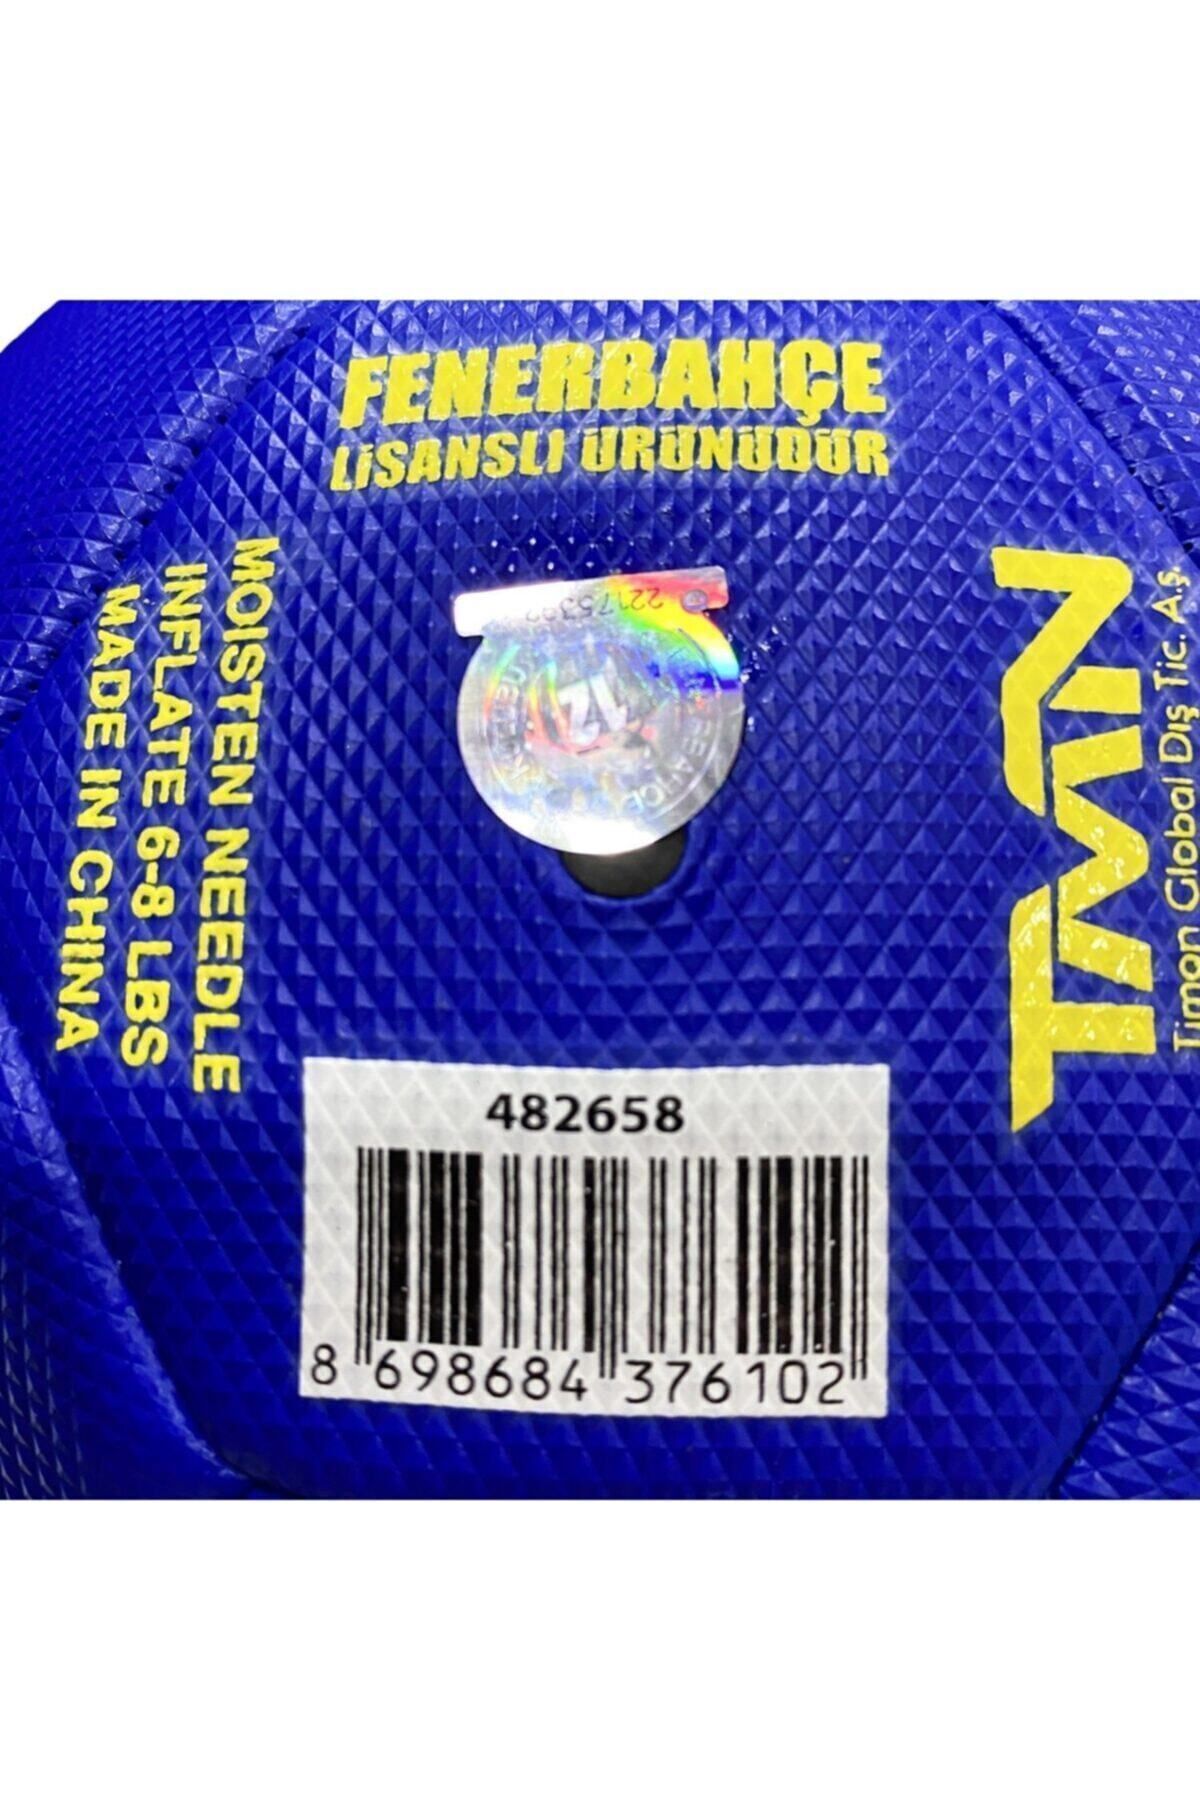 FENERBAHÇE
LİSANSLI ÜRÜNÜDÜR
MOISTEN NEEDLE
INFLATE 6-8 LBS
MADE IN CHINA
TMN
Timon Global Dış Tic. A.Ş.
482658
8 698684 376102